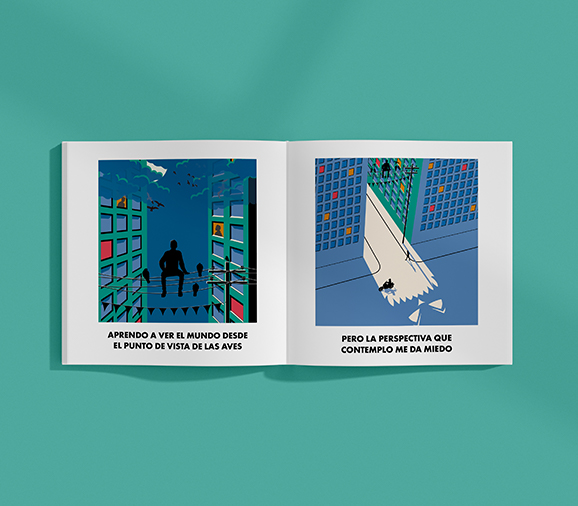 APRENDO A VER EL MUNDO DESDE
EL PUNTO DE VISTA DE LAS AVES
PERO LA PERSPECTIVA QUE
CONTEMPLO ME DA MIEDO